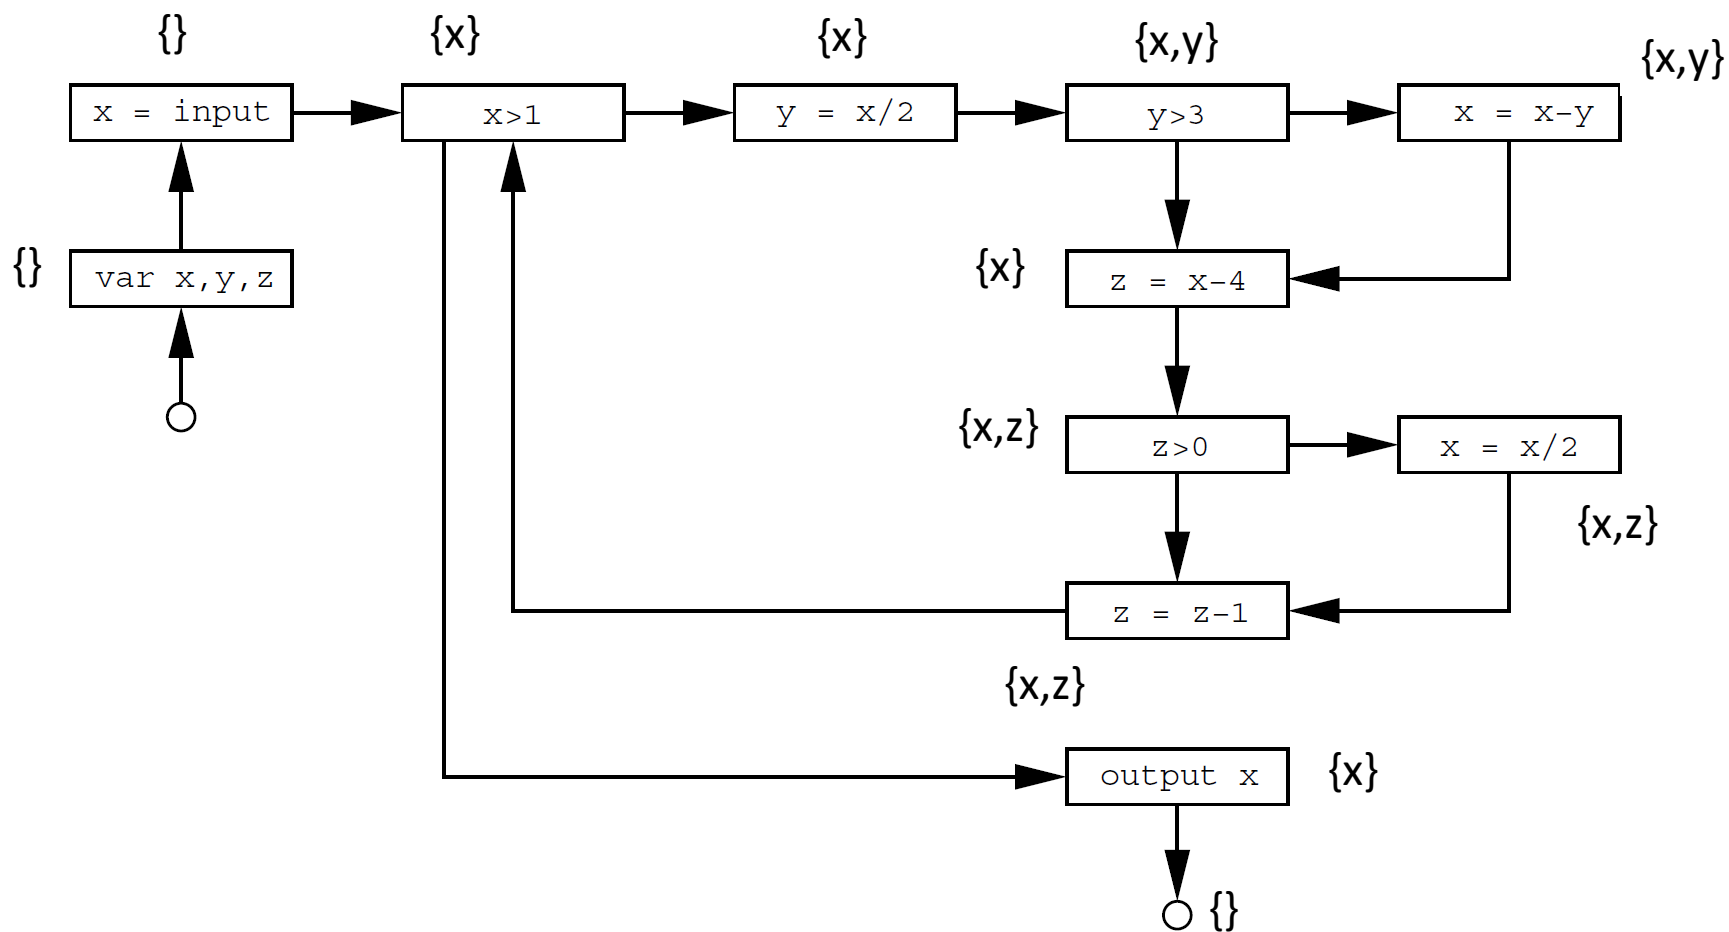 {}
{x}
{x}
{x,y}
{x,y}
x = input
x>1
y = x/2
y>3
x = x-y
{}
var x,y,z
{x}
z = x-4
{x,z}
z>0
x = x/2
{x,z}
z = z-1
{x,z}
output x
{x}
{}